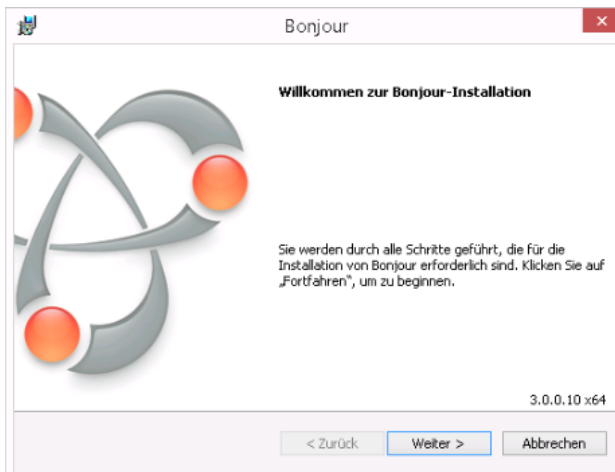 Bonjour
Willkommen zur Bonjour-Installation
Sie werden durch alle Schritte geführt, die für die
Installation von Bonjour erforderlich sind. Klicken Sie auf
„Fortfahren", um zu beginnen.
3.0.0.10 x64
< Zurück Weiter > Abbrechen